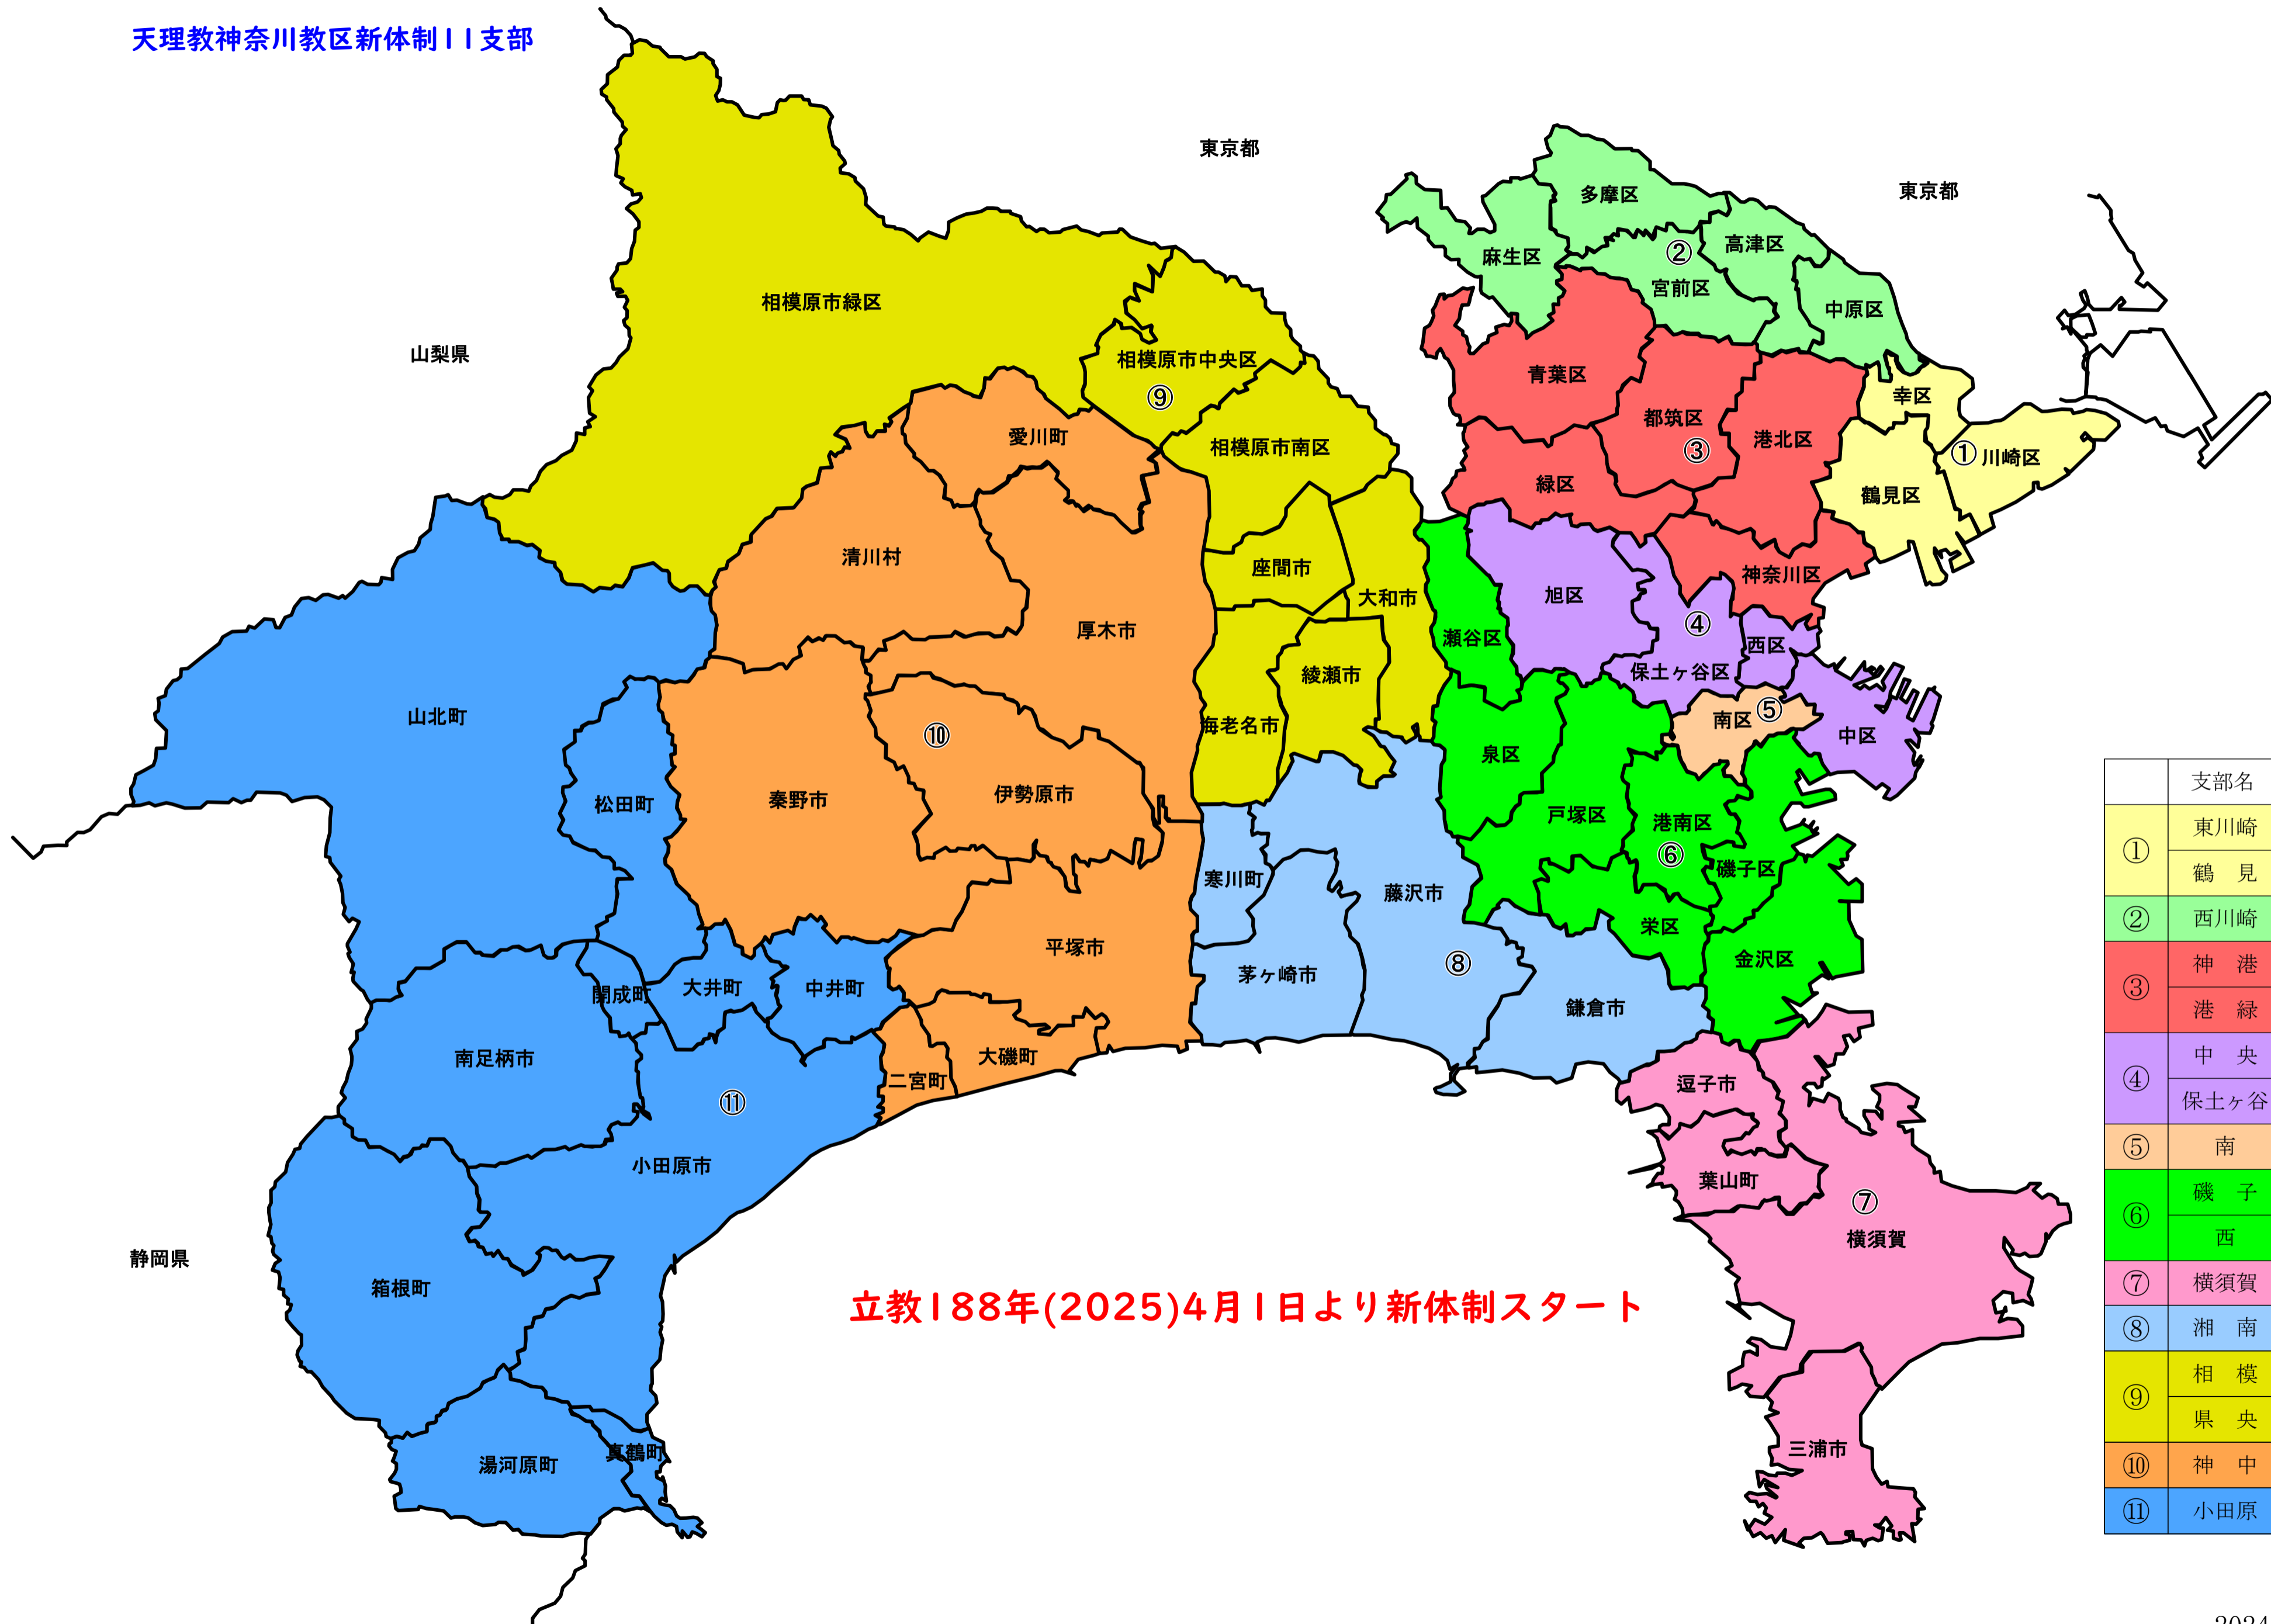 天理教神奈川教区新体制11支部
東京都
東京都
多摩区
高津区
麻生区
②
宮前区
中原区
相模原市緑区
山梨県
相模原市中央区
⑨
青葉区
幸区
都筑区
③
港北区
愛川町
相模原市南区
①
川崎区
緑区
鶴見区
清川村
座間市
大和市
旭区
神奈川区
厚木市
④
瀬谷区
西区
保土ヶ谷区
綾瀬市
山北町
⑩
海老名市
南区
⑤
中区
泉区
支部名
松田町
秦野市
伊勢原市
戸塚区
港南区
⑥
①
東川崎
鶴 見
寒川町
藤沢市
磯子区
②
西川崎
栄区
平塚市
⑧
金沢区
③
神 港
港 緑
開成町
大井町
中井町
茅ヶ崎市
鎌倉市
南足柄市
大磯町
二宮町
逗子市
④
中 央
保土ヶ谷
⑪
⑤
南
小田原市
葉山町
⑦
横須賀
⑥
磯 子
西
静岡県
箱根町
立教188年(2025)4月1日より新体制スタート
⑦
横須賀
⑧
湘 南
⑨
相 模
県 央
真鶴町
湯河原町
三浦市
⑩
神 中
⑪
小田原